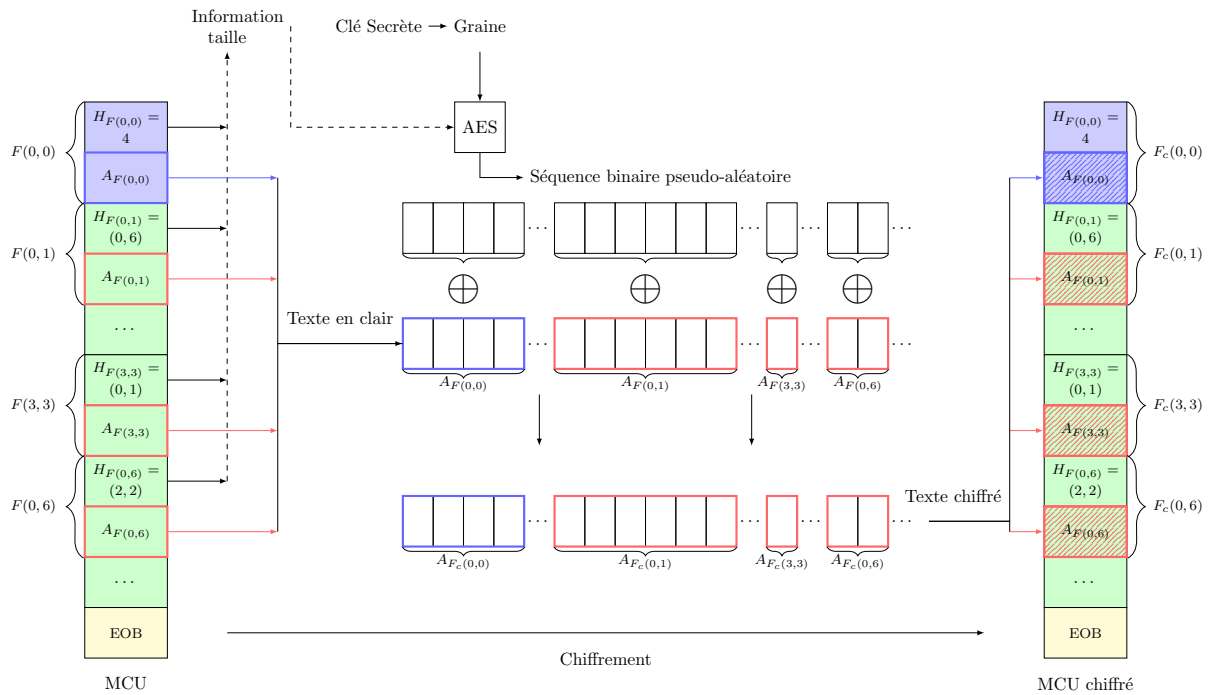 Information
taille
Clé Secrète → Graine
AES
Séquence binaire pseudo-aléatoire
F(0,0)
H_{F(0,0)} =
4
A_{F(0,0)}
F(0,1)
H_{F(0,1)} =
(0,6)
A_{F(0,1)}
...
F(3,3)
H_{F(3,3)} =
(0,1)
A_{F(3,3)}
F(0,6)
H_{F(0,6)} =
(2,2)
A_{F(0,6)}
...
EOB
MCU
... ... ... ...
⊕ ⊕ ⊕ ⊕
Texte en clair
... ... ... ...
A_{F(0,0)} A_{F(0,1)} A_{F(3,3)} A_{F(0,6)}
... ... ... ...
A_{F_c(0,0)} A_{F_c(0,1)} A_{F_c(3,3)} A_{F_c(0,6)}
Texte chiffré
Chiffrement
H_{F(0,0)} =
4
A_{F(0,0)}
F_c(0,0)
H_{F(0,1)} =
(0,6)
A_{F(0,1)}
F_c(0,1)
...
H_{F(3,3)} =
(0,1)
A_{F(3,3)}
F_c(3,3)
H_{F(0,6)} =
(2,2)
A_{F(0,6)}
F_c(0,6)
...
EOB
MCU chiffré